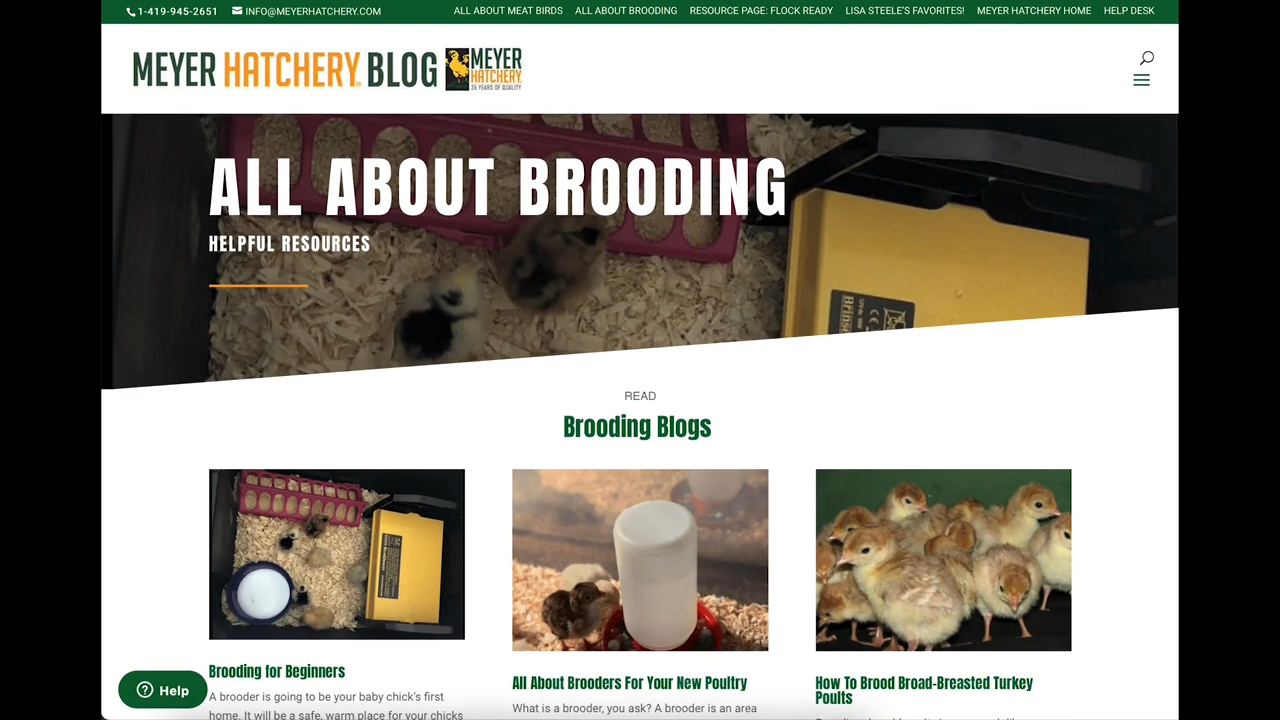 1-419-945-2651 INFO@MEYERHATCHERY.COM ALL ABOUT MEAT BIRDS ALL ABOUT BROODING RESOURCE PAGE: FLOCK READY LISA STEELE'S FAVORITES! MEYER HATCHERY HOME HELP DESK
MEYER HATCHERY® BLOG
MEYER
HATCHERY
25 YEARS OF QUALITY
ALL ABOUT BROODING
HELPFUL RESOURCES
READ
Brooding Blogs
Brooding for Beginners
A brooder is going to be your baby chick's first
home. It will be a safe, warm place for your chicks
All About Brooders For Your New Poultry
What is a brooder, you ask? A brooder is an area
How To Brood Broad-Breasted Turkey
Poults
Help